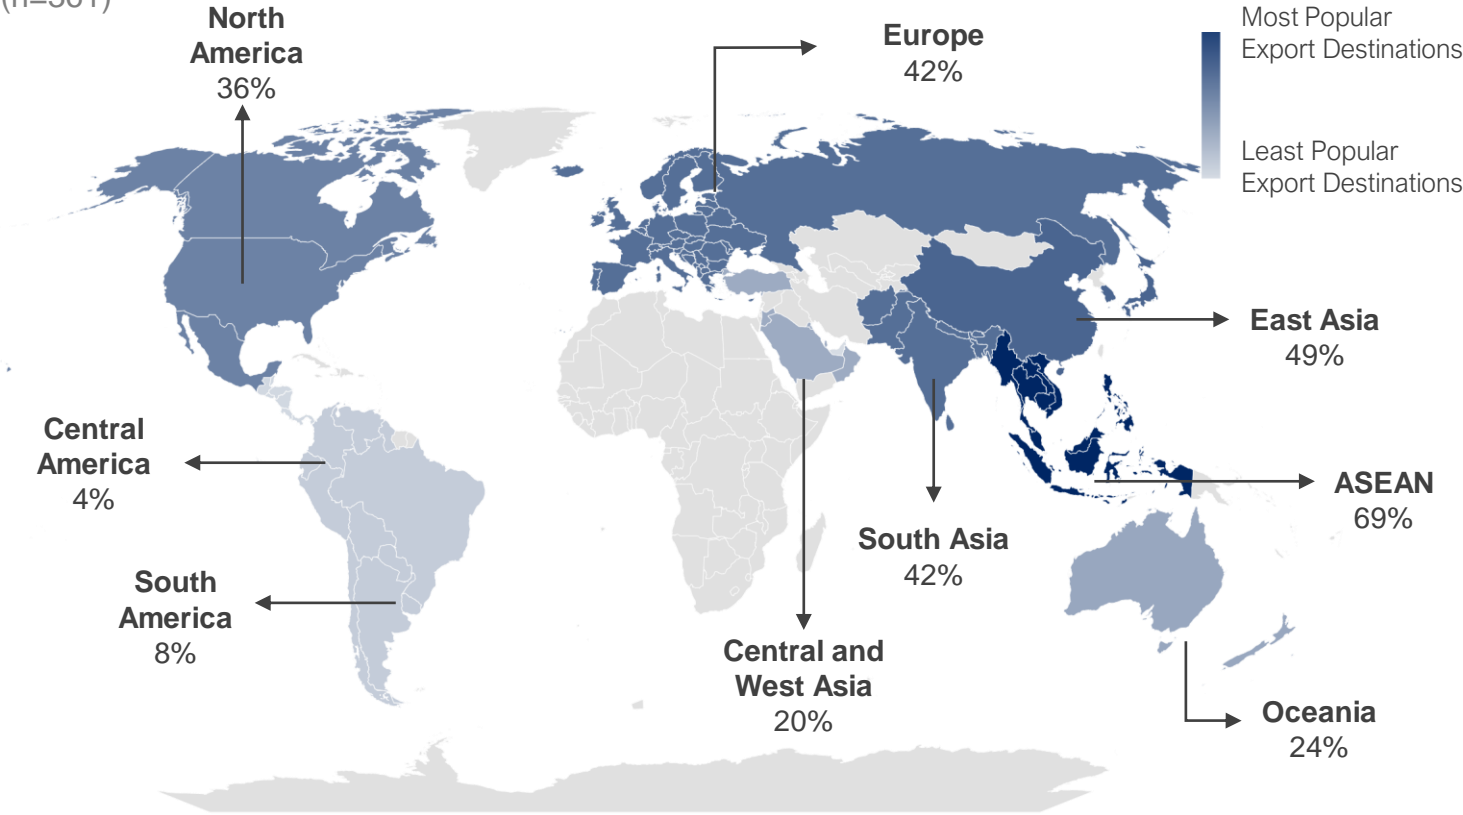 North
America
36%
Europe
42%
Most Popular
Export Destinations
Least Popular
Export Destinations
East Asia
49%
Central
America
4%
ASEAN
69%
South Asia
42%
South
America
8%
Central and
West Asia
20%
Oceania
24%